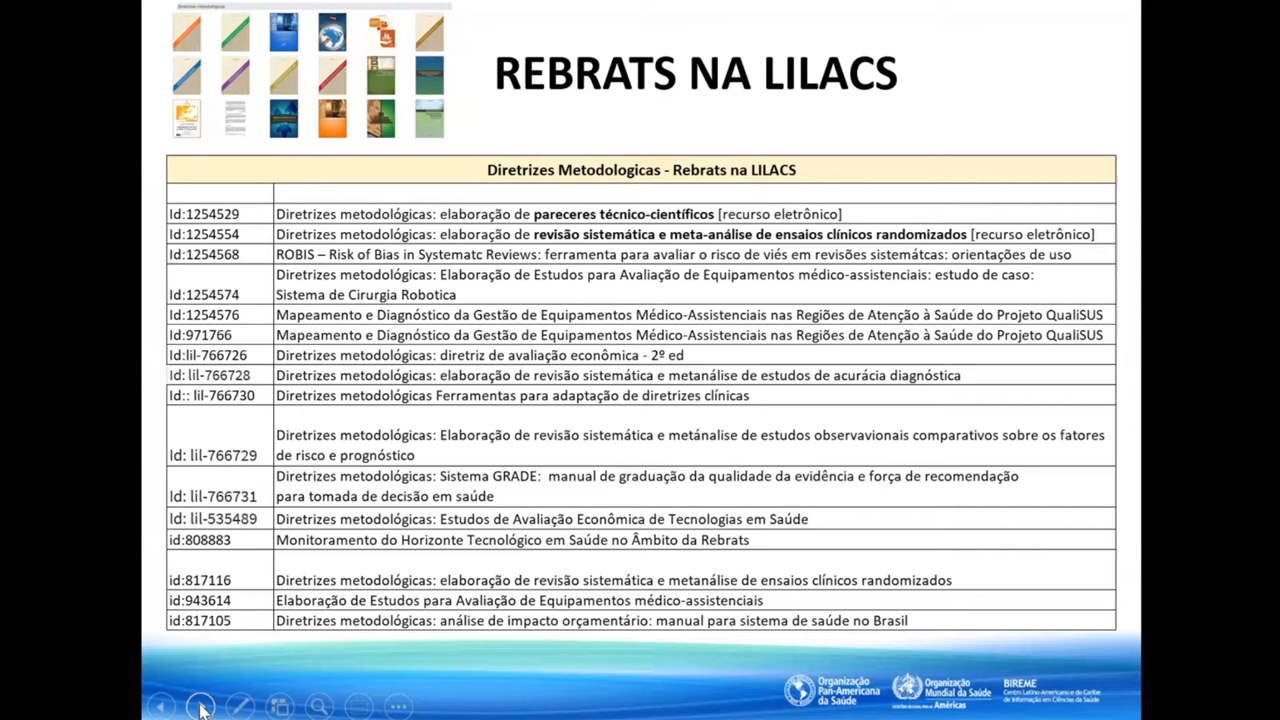 Diretrizes metodológicas
REBRATS NA LILACS
Diretrizes Metodologicas - Rebrats na LILACS
Id:1254529 Diretrizes metodológicas: elaboração de pareceres técnico-científicos [recurso eletrônico]
Id:1254554 Diretrizes metodológicas: elaboração de revisão sistemática e meta-análise de ensaios clínicos randomizados [recurso eletrônico]
Id:1254568 ROBIS – Risk of Bias in Systematc Reviews: ferramenta para avaliar o risco de viés em revisões sistemátcas: orientações de uso
Diretrizes metodológicas: Elaboração de Estudos para Avaliação de Equipamentos médico-assistenciais: estudo de caso:
Id:1254574 Sistema de Cirurgia Robotica
Id:1254576 Mapeamento e Diagnóstico da Gestão de Equipamentos Médico-Assistenciais nas Regiões de Atenção à Saúde do Projeto QualiSUS
Id:971766 Mapeamento e Diagnóstico da Gestão de Equipamentos Médico-Assistenciais nas Regiões de Atenção à Saúde do Projeto QualiSUS
Id:lil-766726 Diretrizes metodológicas: diretriz de avaliação econômica - 2º ed
Id: lil-766728 Diretrizes metodológicas: elaboração de revisão sistemática e metanálise de estudos de acurácia diagnóstica
Id:: lil-766730 Diretrizes metodológicas Ferramentas para adaptação de diretrizes clínicas
Diretrizes metodológicas: Elaboração de revisão sistemática e metánalise de estudos observavionais comparativos sobre os fatores
Id: lil-766729 de risco e prognóstico
Diretrizes metodológicas: Sistema GRADE: manual de graduação da qualidade da evidência e força de recomendação
Id: lil-766731 para tomada de decisão em saúde
Id: lil-535489 Diretrizes metodológicas: Estudos de Avaliação Econômica de Tecnologias em Saúde
id:808883 Monitoramento do Horizonte Tecnológico em Saúde no Âmbito da Rebrats
id:817116 Diretrizes metodológicas: elaboração de revisão sistemática e metanálise de ensaios clínicos randomizados
id:943614 Elaboração de Estudos para Avaliação de Equipamentos médico-assistenciais
id:817105 Diretrizes metodológicas: análise de impacto orçamentário: manual para sistema de saúde no Brasil
Organização
Pan-Americana
da Saúde
Organização
Mundial da Saúde
Américas
BIREME
Centro Latino-Americano e do Caribe
de Informação em Ciências da Saúde